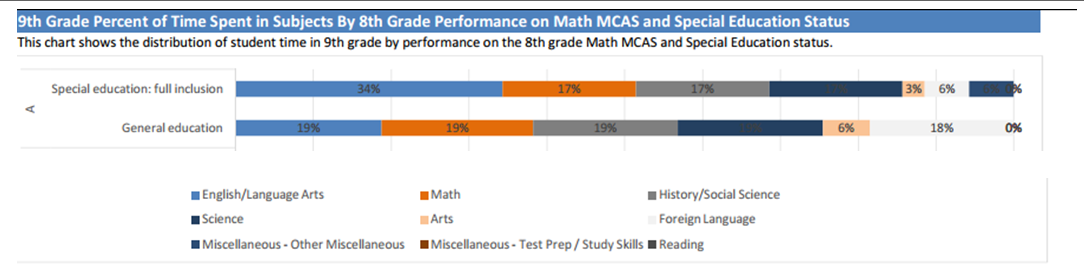 9th Grade Percent of Time Spent in Subjects By 8th Grade Performance on Math MCAS and Special Education Status
This chart shows the distribution of student time in 9th grade by performance on the 8th grade Math MCAS and Special Education status.
A
Special education: full inclusion 34% 17% 17% 17% 3% 6% 6% 0%
General education 19% 19% 19% 6% 18% 0%
English/Language Arts Math History/Social Science
Science Arts Foreign Language
Miscellaneous - Other Miscellaneous Miscellaneous - Test Prep / Study Skills Reading